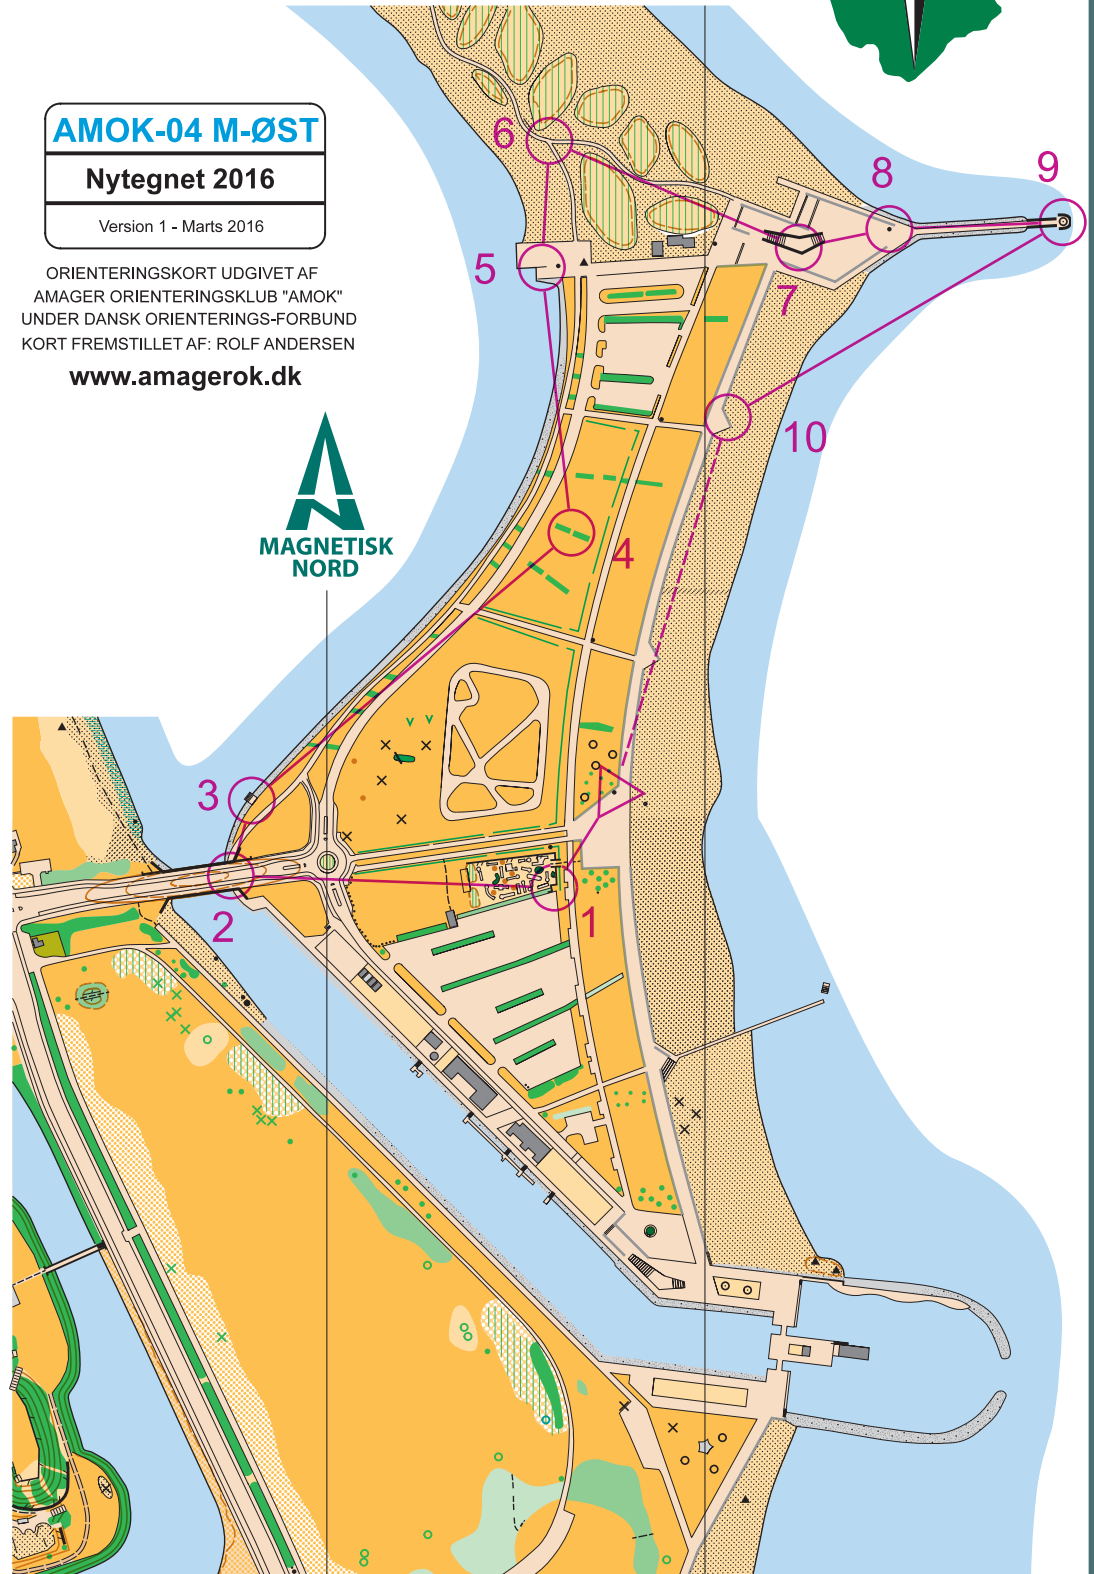 AMOK-04 M-ØST
Nytegnet 2016
Version 1 - Marts 2016
ORIENTERINGSKORT UDGIVET AF
AMAGER ORIENTERINGSKLUB "AMOK"
UNDER DANSK ORIENTERINGS-FORBUND
KORT FREMSTILLET AF: ROLF ANDERSEN
www.amagerok.dk
MAGNETISK
NORD
6
8
9
5
7
10
4
3
1
2